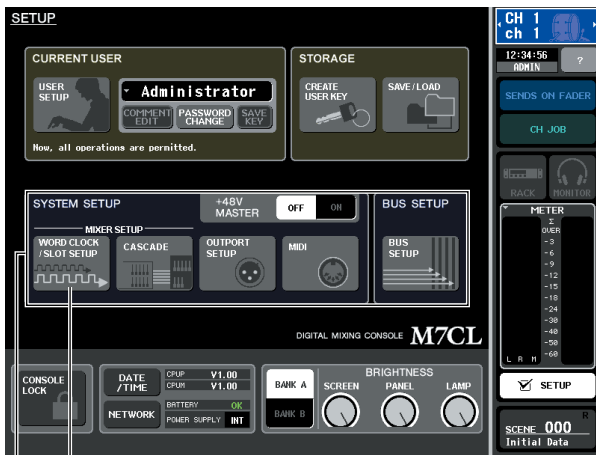 SETUP
CURRENT USER
USER SETUP
Administrator
COMMENT EDIT
PASSWORD CHANGE
SAVE KEY
Now, all operations are permitted.
STORAGE
CREATE USER KEY
SAVE/LOAD
SYSTEM SETUP
+48V MASTER
OFF
ON
MIXER SETUP
WORD CLOCK /SLOT SETUP
CASCADE
OUTPORT SETUP
MIDI
BUS SETUP
BUS SETUP
DIGITAL MIXING CONSOLE M7CL
CONSOLE LOCK
DATE /TIME
CPUP V1.00
CPUM V1.00
NETWORK
BATTERY OK
POWER SUPPLY INT
BANK A
BANK B
BRIGHTNESS
SCREEN
PANEL
LAMP
CH 1
ch 1
12:34:56
ADMIN
?
SENDS ON FADER
CH JOB
RACK
MONITOR
METER
Σ
OVER
-3
-6
-9
-12
-15
-18
-24
-30
-40
-50
-60
L R M
SETUP
R
SCENE 000
Initial Data